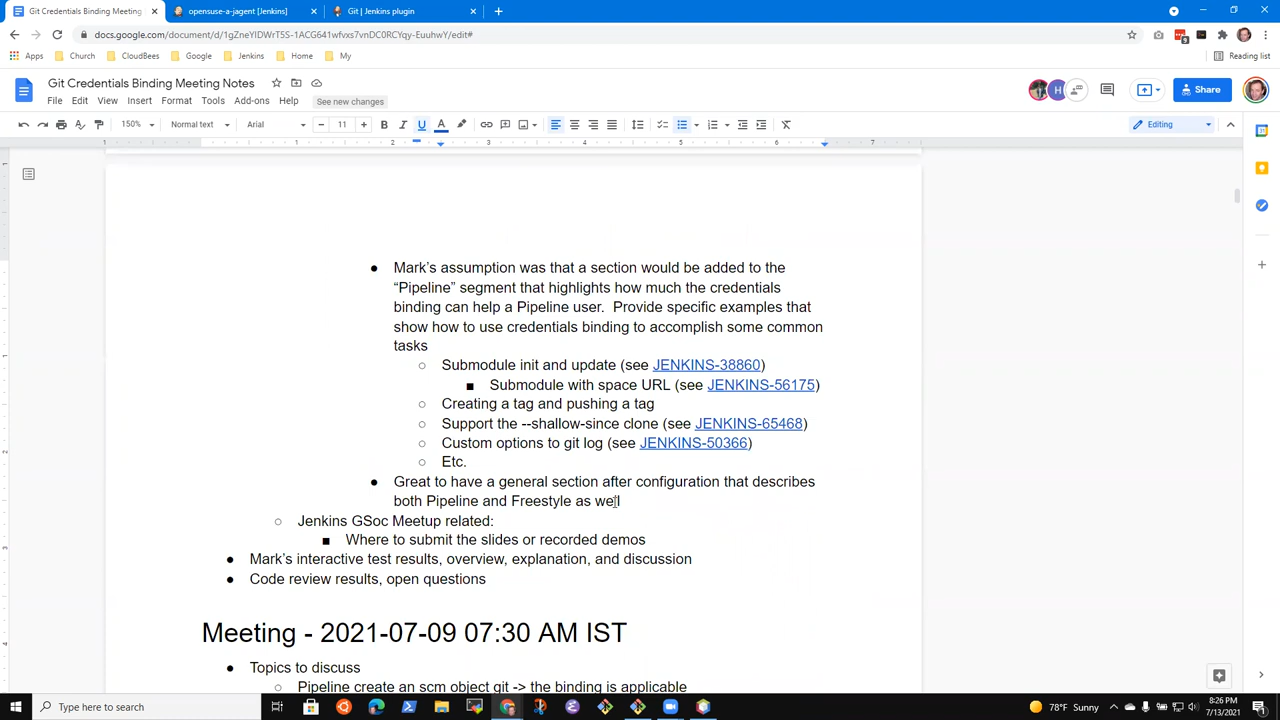 Git Credentials Binding Meeting
opensuse-a-jagent [Jenkins]
Git | Jenkins plugin
docs.google.com/document/d/1gZneYlDWrT5S-1ACG641wfvxs7vnDC0RCYqy-EuuhwY/edit#
Apps
Church
CloudBees
Google
Jenkins
Home
My
Reading list
Git Credentials Binding Meeting Notes
File Edit View Insert Format Tools Add-ons Help See new changes
Share
150% Normal text Arial 11 Editing
Mark’s assumption was that a section would be added to the
“Pipeline” segment that highlights how much the credentials
binding can help a Pipeline user. Provide specific examples that
show how to use credentials binding to accomplish some common
tasks
Submodule init and update (see JENKINS-38860)
Submodule with space URL (see JENKINS-56175)
Creating a tag and pushing a tag
Support the --shallow-since clone (see JENKINS-65468)
Custom options to git log (see JENKINS-50366)
Etc.
Great to have a general section after configuration that describes
both Pipeline and Freestyle as well
Jenkins GSoc Meetup related:
Where to submit the slides or recorded demos
Mark’s interactive test results, overview, explanation, and discussion
Code review results, open questions
Meeting - 2021-07-09 07:30 AM IST
Topics to discuss
Pipeline create an scm object git -> the binding is applicable
Type here to search
78°F Sunny
8:26 PM
7/13/2021